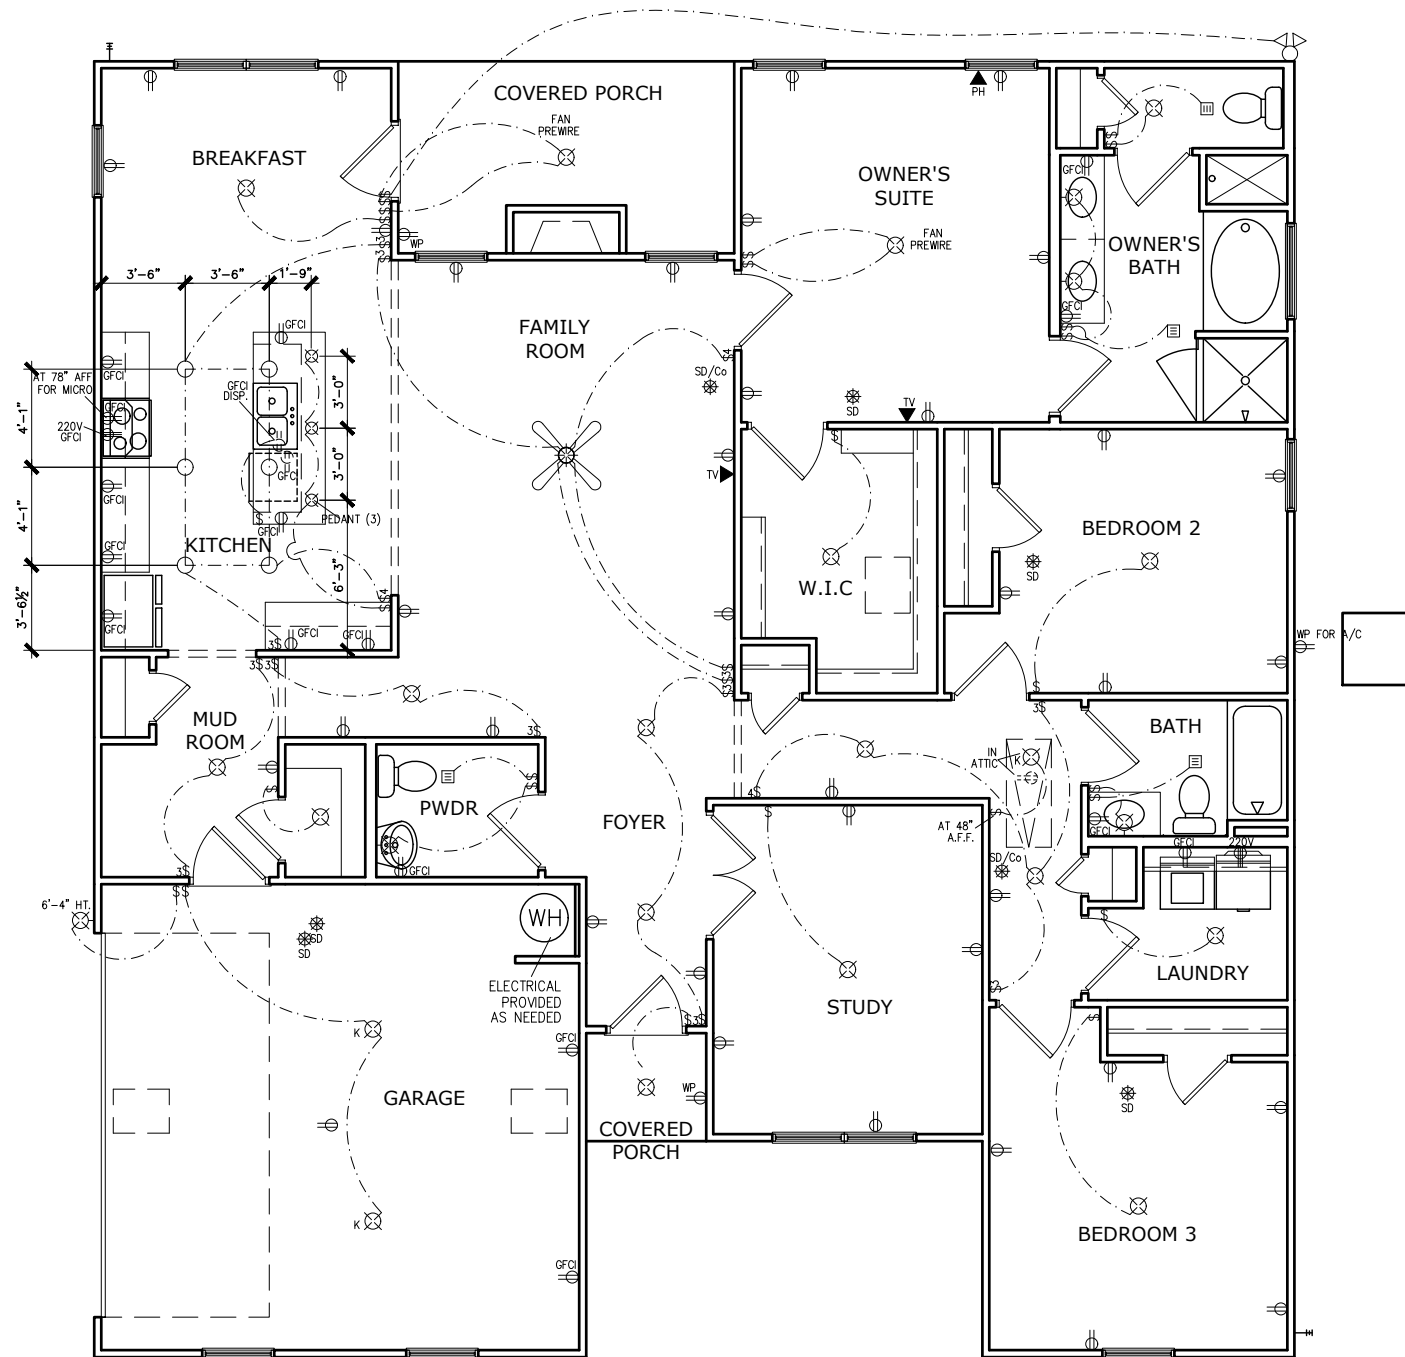 COVERED PORCH
FAN
PREWIRE
PH
BREAKFAST
OWNER'S
SUITE
FAN
PREWIRE
GFCI
OWNER'S
BATH
GFCI
WP
3'-6"
3'-6"
1'-9"
FAMILY
ROOM
GFCI
AT 78" AFF
FOR MICRO
GFCI
GFCI
220V
GFCI
GFCI
DISP.
GFCI
GFCI
GFCI
GFCI
4'-1"
4'-1"
3'-6½"
3'-0"
3'-0"
6'-3"
PEDANT (3)
KITCHEN
GFCI
GFCI
GFCI
SD/Co
SD
TV
TV
W.I.C
BEDROOM 2
SD
WP FOR A/C
MUD
ROOM
PWDR
GFCI
FOYER
IN
ATTIC
K
BATH
GFCI
AT 48"
A.F.F.
SD/Co
GFCI
220V
LAUNDRY
6'-4" HT.
SD
SD
WH
ELECTRICAL
PROVIDED
AS NEEDED
STUDY
K
GFCI
GARAGE
WP
COVERED
PORCH
SD
K
GFCI
BEDROOM 3